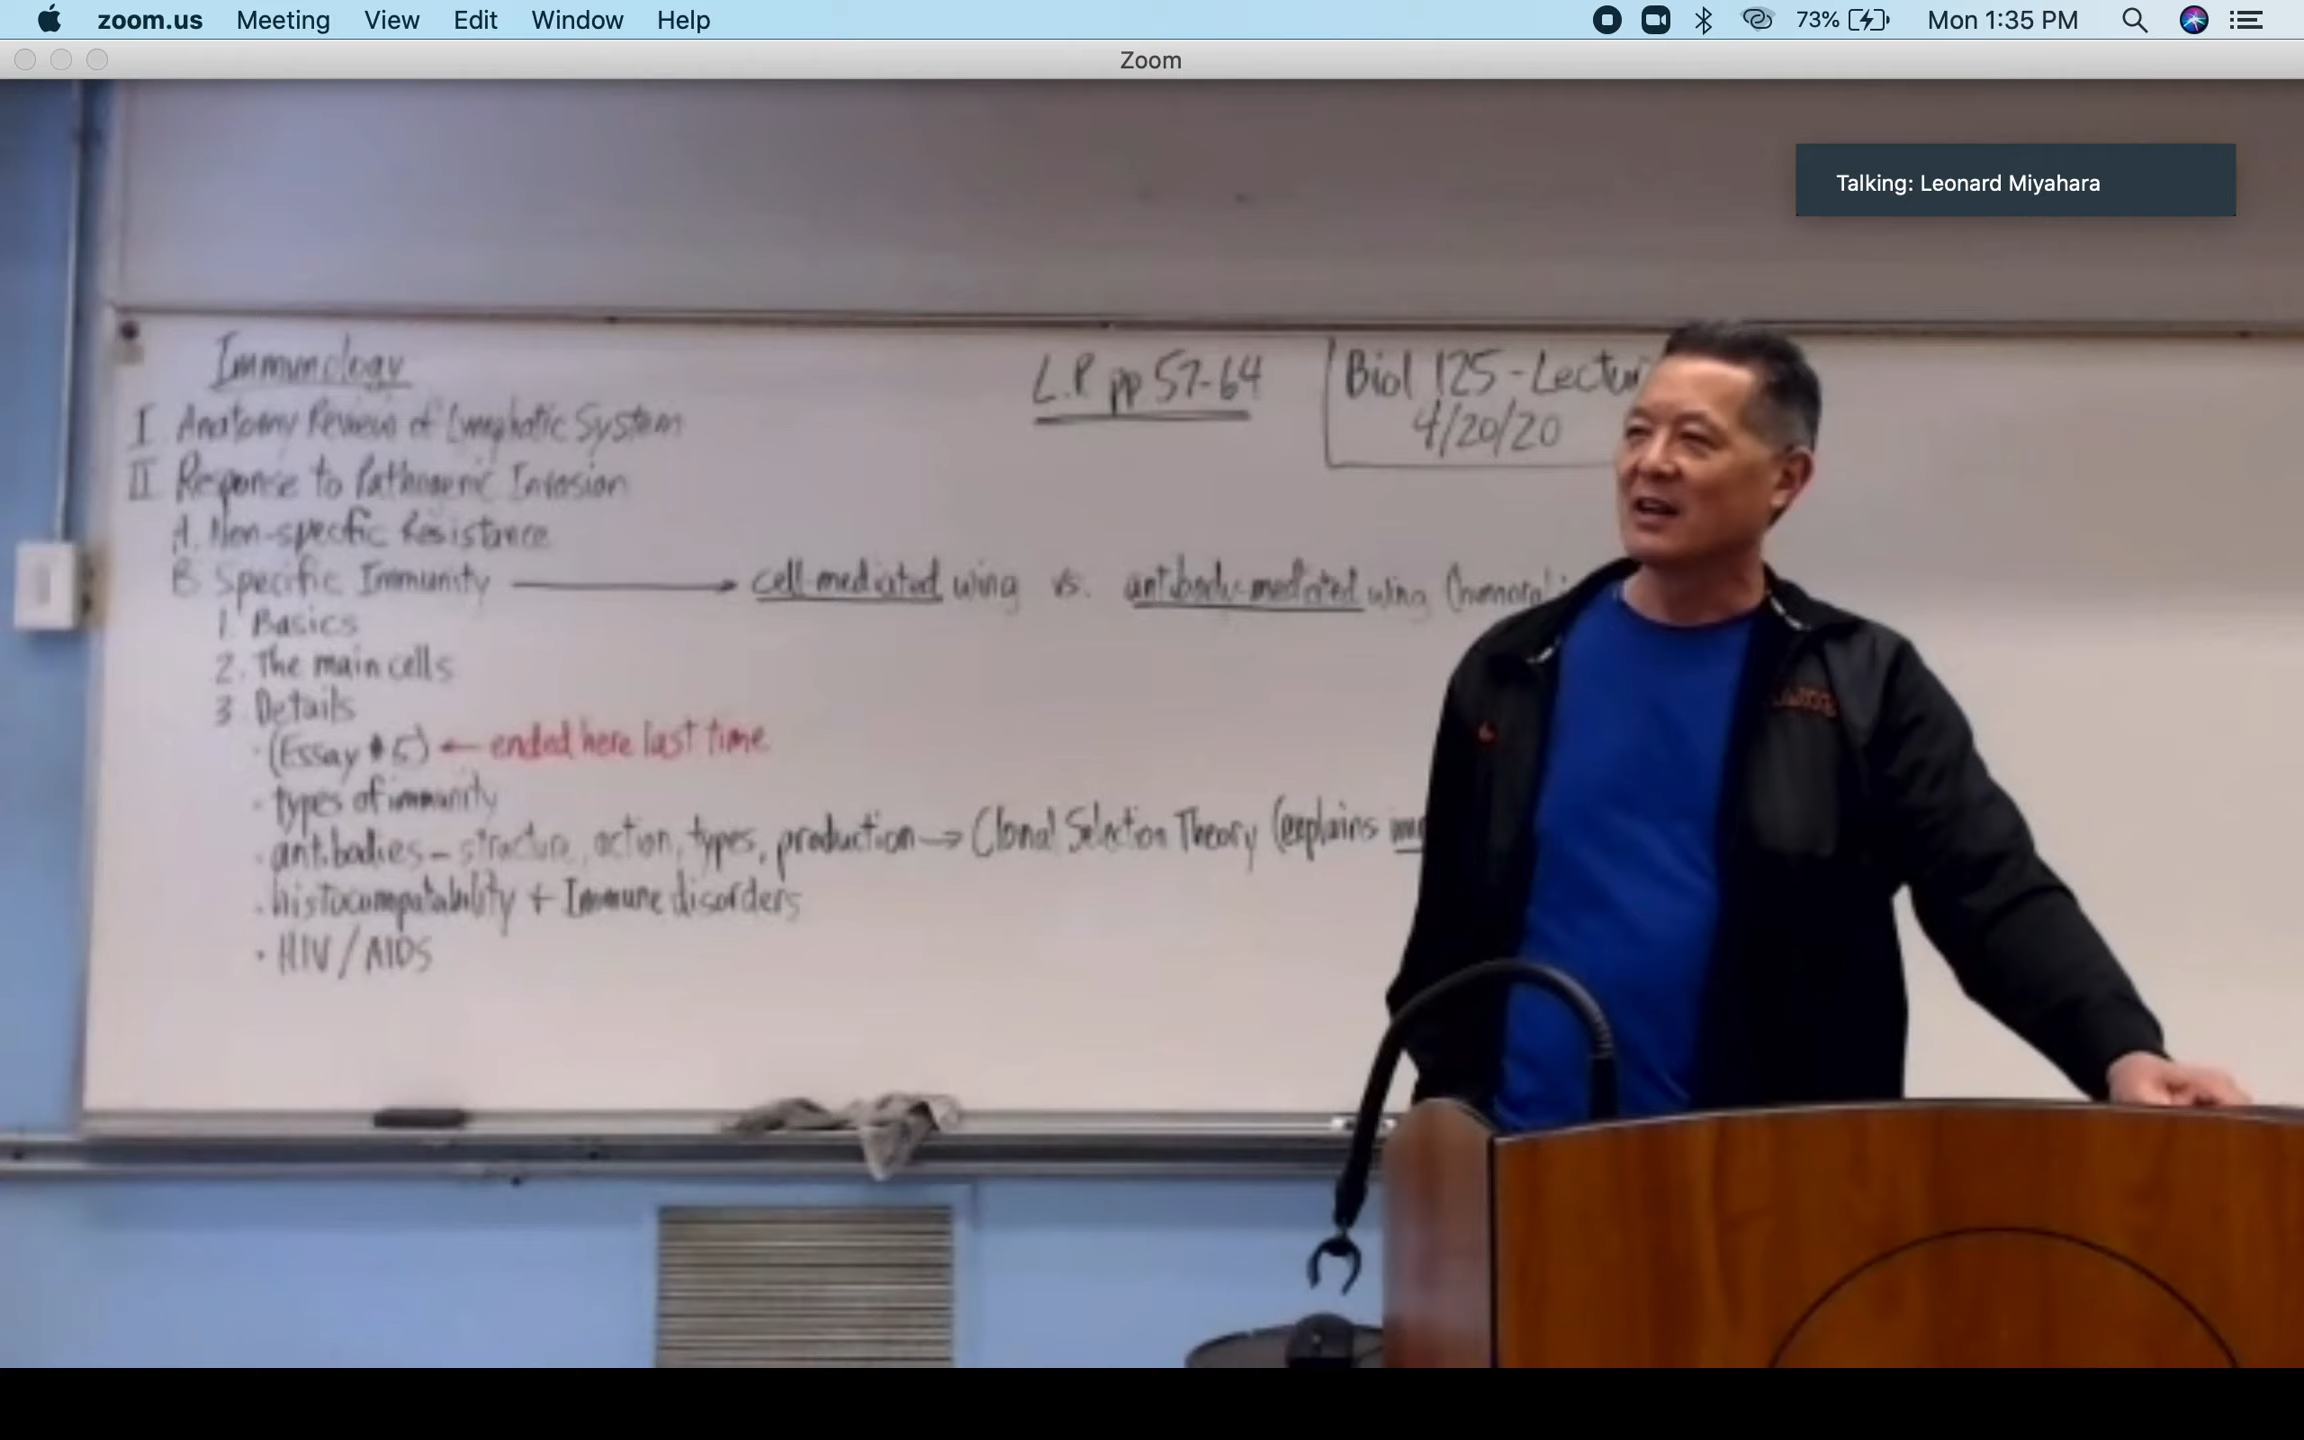 zoom.us Meeting View Edit Window Help 73% Mon 1:35 PM
Zoom
Talking: Leonard Miyahara
Immunology
L.P. pp 57-64
Biol 125-Lectur
4/20/20
I Anatomy Review of Lymphatic System
II Response to Pathogenic Invasion
A. Non-specific Resistance
B. Specific Immunity → cell-mediated wing vs. antibody-mediated wing (humoral
1. Basics
2. The main cells
3. Details
· (Essay #5) ← ended here last time
· types of immunity
· antibodies - structure, action, types, production → Clonal Selection Theory (explains
· histocompatability + Immune disorders
· HIV/AIDS